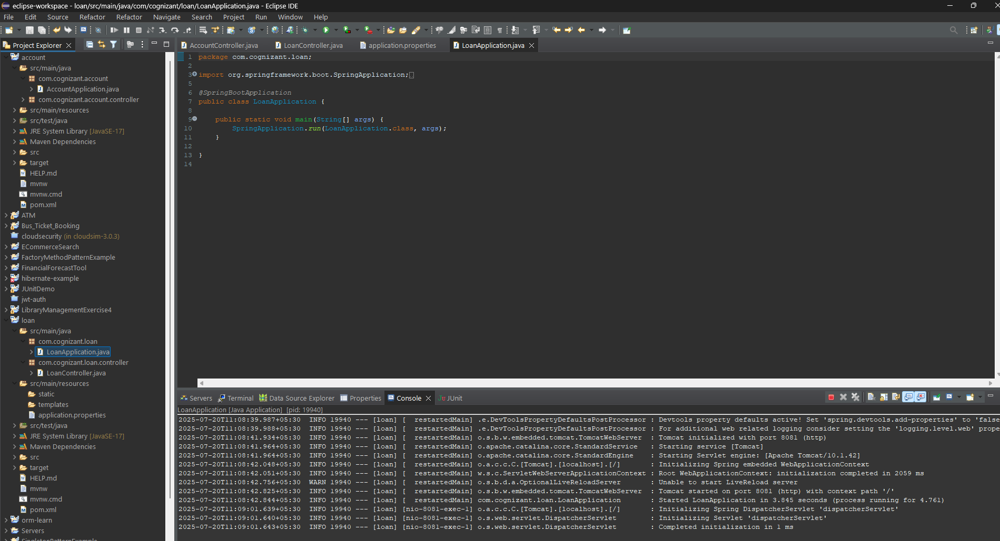 eclipse-workspace - loan/src/main/java/com/cognizant/loan/LoanApplication.java - Eclipse IDE
File Edit Source Refactor Refactor Navigate Search Project Run Window Help
Project Explorer
account
src/main/java
com.cognizant.account
AccountApplication.java
com.cognizant.account.controller
src/main/resources
src/test/java
JRE System Library [JavaSE-17]
Maven Dependencies
src
target
HELP.md
mvnw
mvnw.cmd
pom.xml
ATM
Bus_Ticket_Booking
cloudsecurity (in cloudsim-3.0.3)
ECommerceSearch
FactoryMethodPatternExample
FinancialForecastTool
hibernate-example
JUnitDemo
jwt-auth
LibraryManagementExercise4
loan
src/main/java
com.cognizant.loan
LoanApplication.java
com.cognizant.loan.controller
LoanController.java
src/main/resources
static
templates
application.properties
src/test/java
JRE System Library [JavaSE-17]
Maven Dependencies
src
target
HELP.md
mvnw
mvnw.cmd
pom.xml
orm-learn
Servers
SingletonPatternExample
AccountController.java LoanController.java application.properties LoanApplication.java
1 package com.cognizant.loan;
2
3 import org.springframework.boot.SpringApplication;
5
6 @SpringBootApplication
7 public class LoanApplication {
8
9 public static void main(String[] args) {
10 SpringApplication.run(LoanApplication.class, args);
11 }
12
13 }
14
Servers Terminal Data Source Explorer Properties Console Ju JUnit
LoanApplication [Java Application] [pid: 19940]
2025-07-20T11:08:39.987+05:30 INFO 19940 --- [loan] [ restartedMain] .e.DevToolsPropertyDefaultsPostProcessor : Devtools property defaults active! Set 'spring.devtools.add-properties' to 'false
2025-07-20T11:08:39.988+05:30 INFO 19940 --- [loan] [ restartedMain] .e.DevToolsPropertyDefaultsPostProcessor : For additional web related logging consider setting the 'logging.level.web' prope
2025-07-20T11:08:41.934+05:30 INFO 19940 --- [loan] [ restartedMain] o.s.b.w.embedded.tomcat.TomcatWebServer : Tomcat initialized with port 8081 (http)
2025-07-20T11:08:41.964+05:30 INFO 19940 --- [loan] [ restartedMain] o.apache.catalina.core.StandardService : Starting service [Tomcat]
2025-07-20T11:08:41.964+05:30 INFO 19940 --- [loan] [ restartedMain] o.apache.catalina.core.StandardEngine : Starting Servlet engine: [Apache Tomcat/10.1.42]
2025-07-20T11:08:42.048+05:30 INFO 19940 --- [loan] [ restartedMain] o.a.c.c.C.[Tomcat].[localhost].[/] : Initializing Spring embedded WebApplicationContext
2025-07-20T11:08:42.051+05:30 INFO 19940 --- [loan] [ restartedMain] w.s.c.ServletWebServerApplicationContext : Root WebApplicationContext: initialization completed in 2059 ms
2025-07-20T11:08:42.756+05:30 WARN 19940 --- [loan] [ restartedMain] o.s.b.d.a.OptionalLiveReloadServer : Unable to start LiveReload server
2025-07-20T11:08:42.825+05:30 INFO 19940 --- [loan] [ restartedMain] o.s.b.w.embedded.tomcat.TomcatWebServer : Tomcat started on port 8081 (http) with context path '/'
2025-07-20T11:08:42.844+05:30 INFO 19940 --- [loan] [ restartedMain] com.cognizant.loan.LoanApplication : Started LoanApplication in 3.845 seconds (process running for 4.761)
2025-07-20T11:09:01.639+05:30 INFO 19940 --- [loan] [nio-8081-exec-1] o.a.c.c.C.[Tomcat].[localhost].[/] : Initializing Spring DispatcherServlet 'dispatcherServlet'
2025-07-20T11:09:01.640+05:30 INFO 19940 --- [loan] [nio-8081-exec-1] o.s.web.servlet.DispatcherServlet : Initializing Servlet 'dispatcherServlet'
2025-07-20T11:09:01.643+05:30 INFO 19940 --- [loan] [nio-8081-exec-1] o.s.web.servlet.DispatcherServlet : Completed initialization in 1 ms